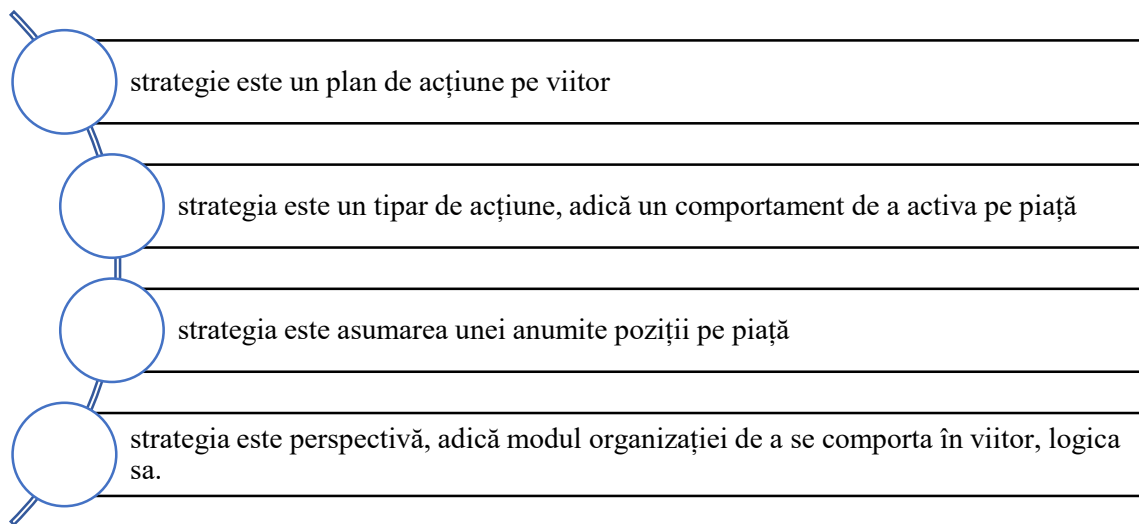 strategie este un plan de acțiune pe viitor
strategia este un tipar de acțiune, adică un comportament de a activa pe piață
strategia este asumarea unei anumite poziții pe piață
strategia este perspectivă, adică modul organizației de a se comporta în viitor, logica
sa.